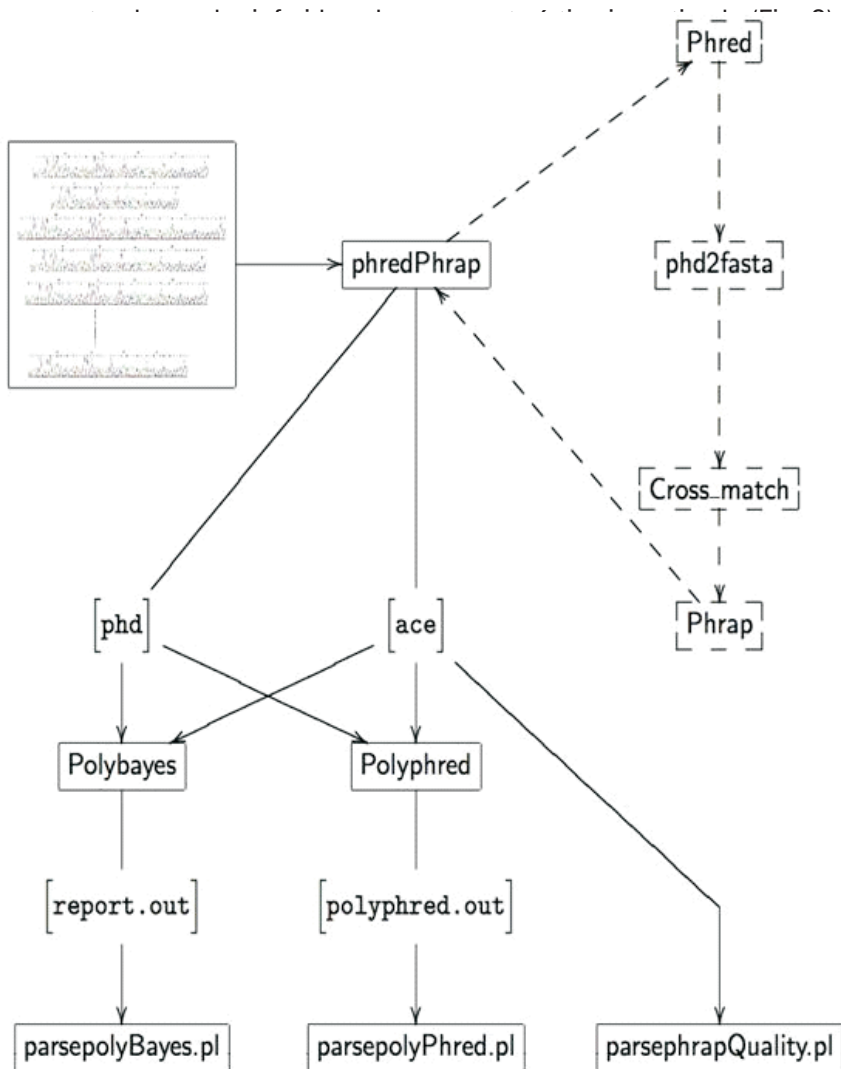 Phred
phredPhrap
phd2fasta
Cross_match
[phd]
[ace]
Phrap
Polybayes
Polyphred
[report.out]
[polyphred.out]
parsepolyBayes.pl
parsepolyPhred.pl
parsephrapQuality.pl